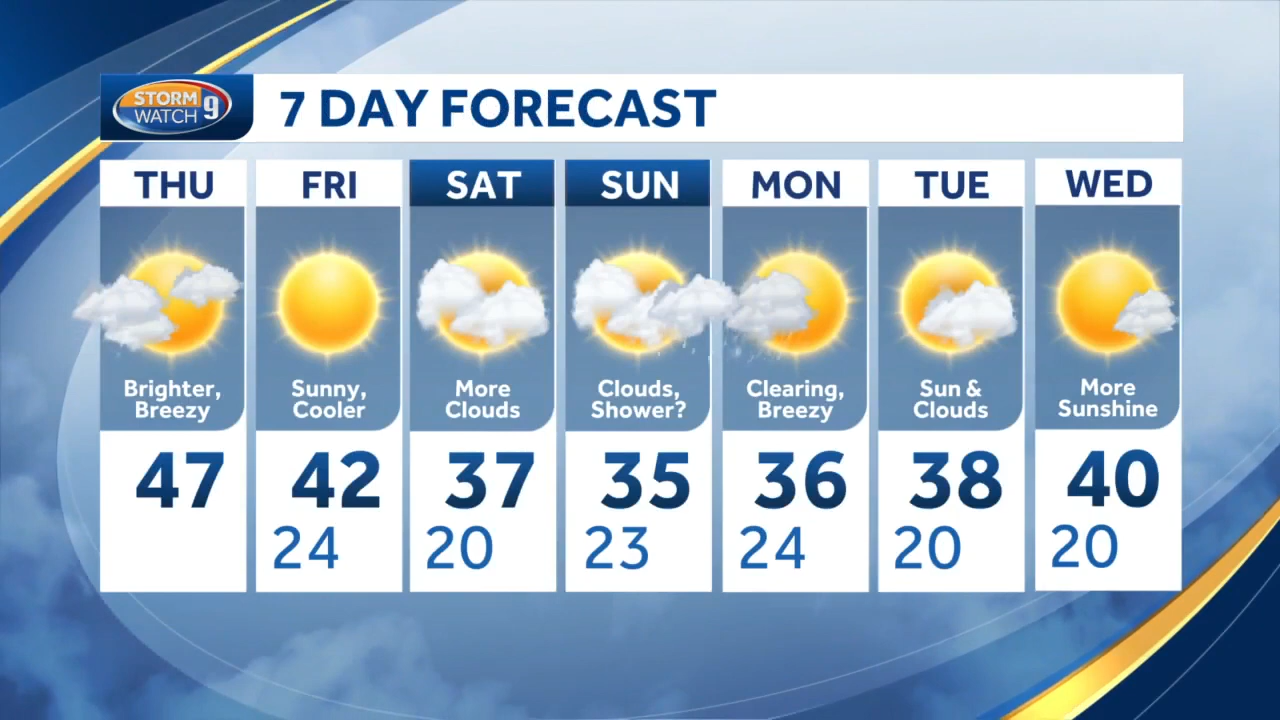 STORM
WATCH 9
7 DAY FORECAST
THU
Brighter,
Breezy
47
FRI
Sunny,
Cooler
42
24
SAT
More
Clouds
37
20
SUN
Clouds,
Shower?
35
23
MON
Clearing,
Breezy
36
24
TUE
Sun &
Clouds
38
20
WED
More
Sunshine
40
20